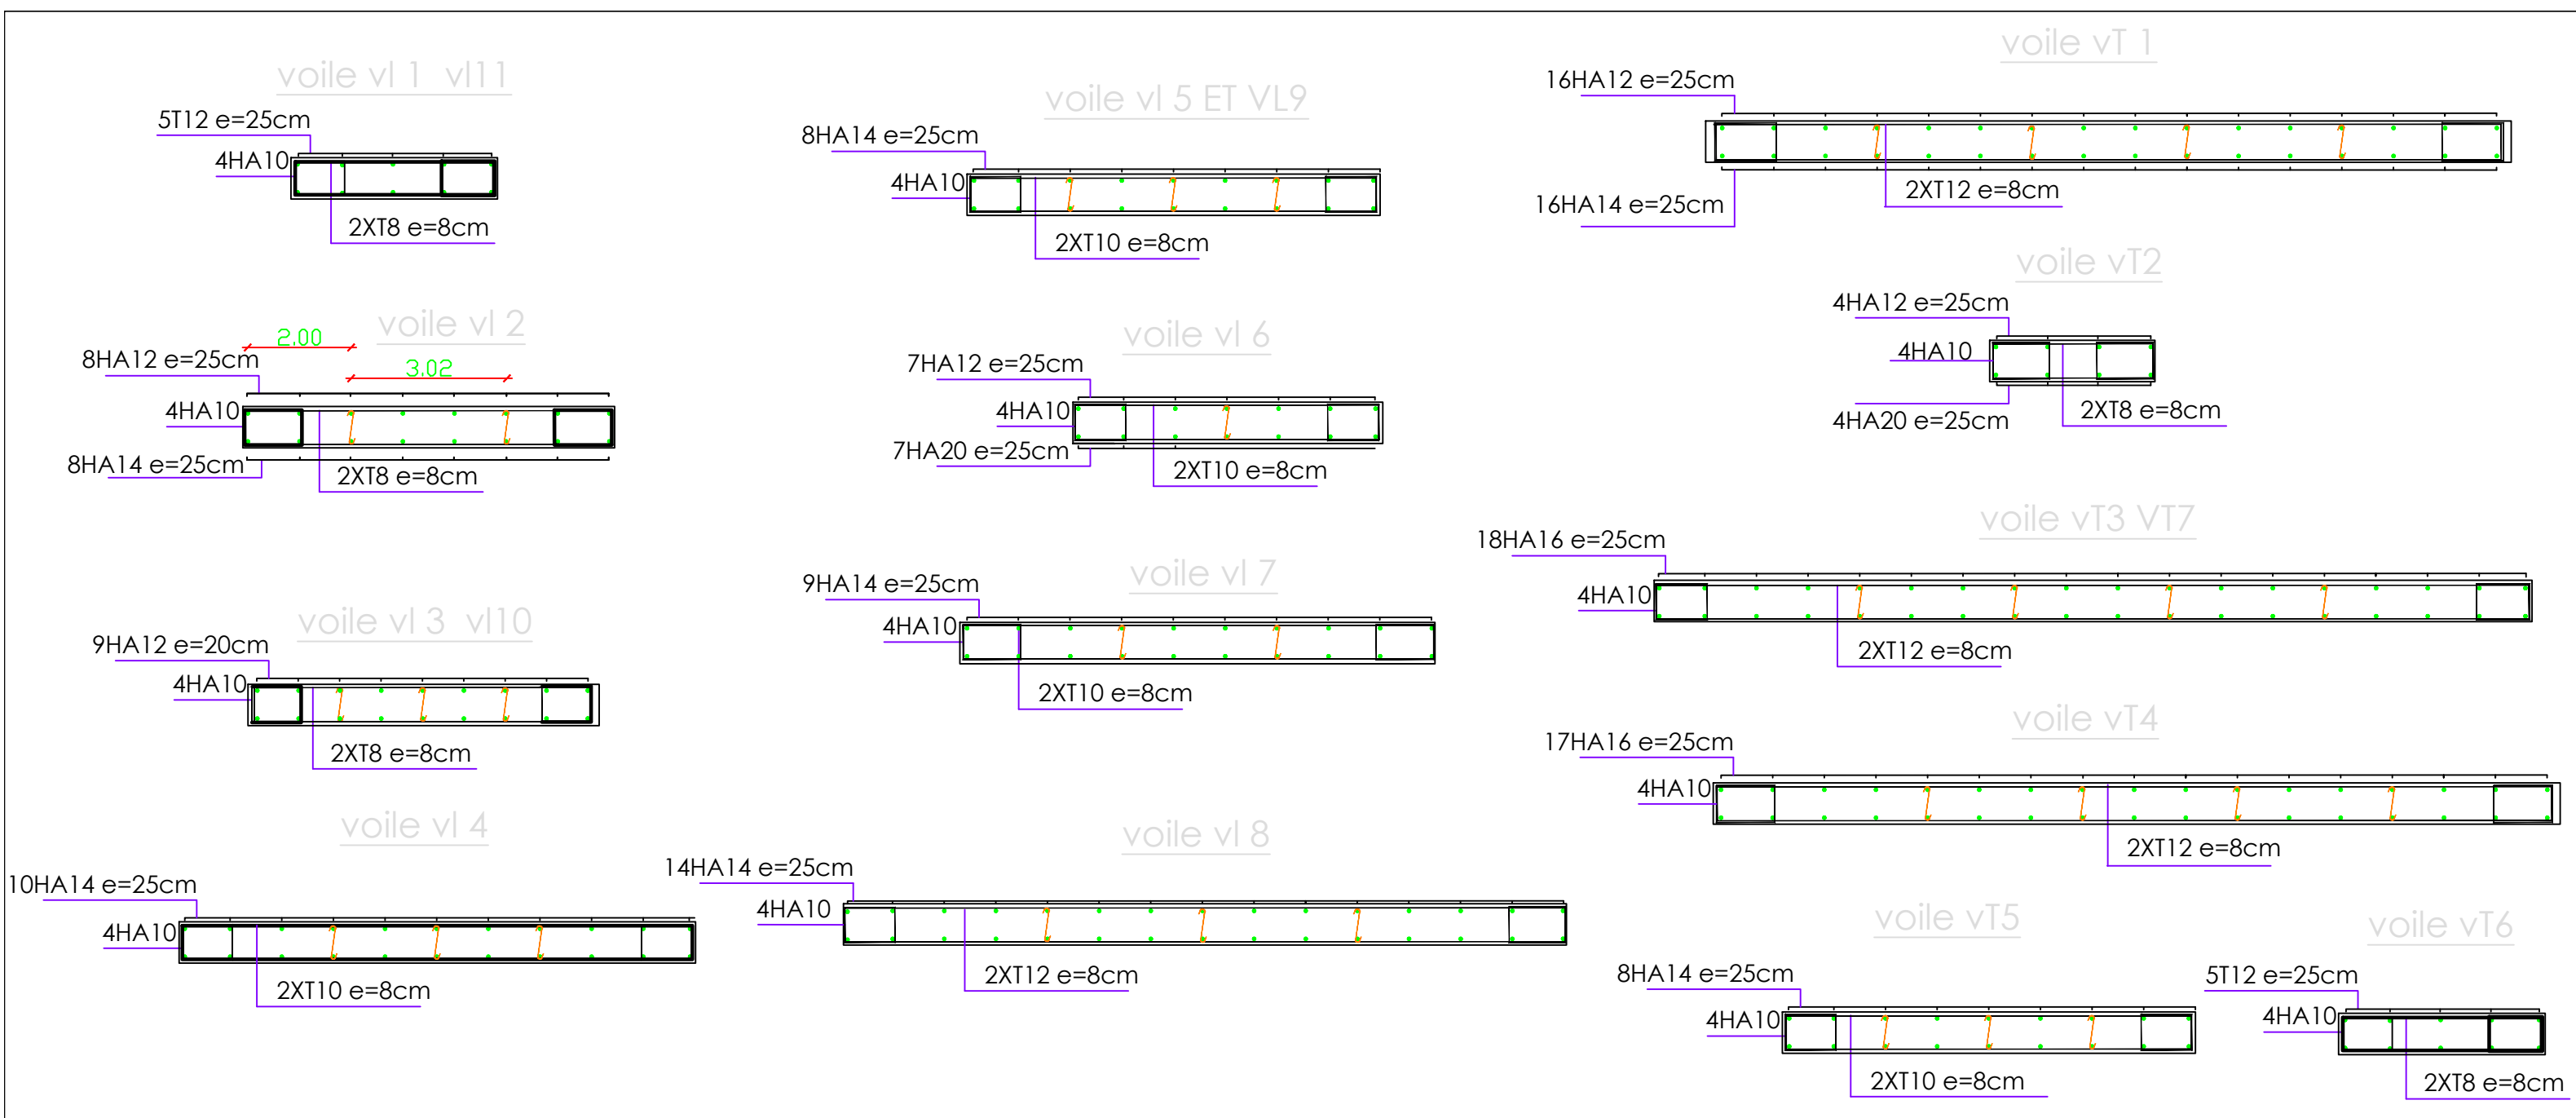 voile vl 1 vl11
5T12 e=25cm
4HA10
2XT8 e=8cm
voile vl 2
2.00
3.02
8HA12 e=25cm
4HA10
8HA14 e=25cm
2XT8 e=8cm
voile vl 3 vl10
9HA12 e=20cm
4HA10
2XT8 e=8cm
voile vl 4
10HA14 e=25cm
4HA10
2XT10 e=8cm
voile vl 5 ET VL9
8HA14 e=25cm
4HA10
2XT10 e=8cm
voile vl 6
7HA12 e=25cm
4HA10
7HA20 e=25cm
2XT10 e=8cm
voile vl 7
9HA14 e=25cm
4HA10
2XT10 e=8cm
voile vl 8
14HA14 e=25cm
4HA10
2XT12 e=8cm
voile vT 1
16HA12 e=25cm
16HA14 e=25cm
2XT12 e=8cm
voile vT2
4HA12 e=25cm
4HA10
4HA20 e=25cm
2XT8 e=8cm
voile vT3 VT7
18HA16 e=25cm
4HA10
2XT12 e=8cm
voile vT4
17HA16 e=25cm
4HA10
2XT12 e=8cm
voile vT5
8HA14 e=25cm
4HA10
2XT10 e=8cm
voile vT6
5T12 e=25cm
4HA10
2XT8 e=8cm